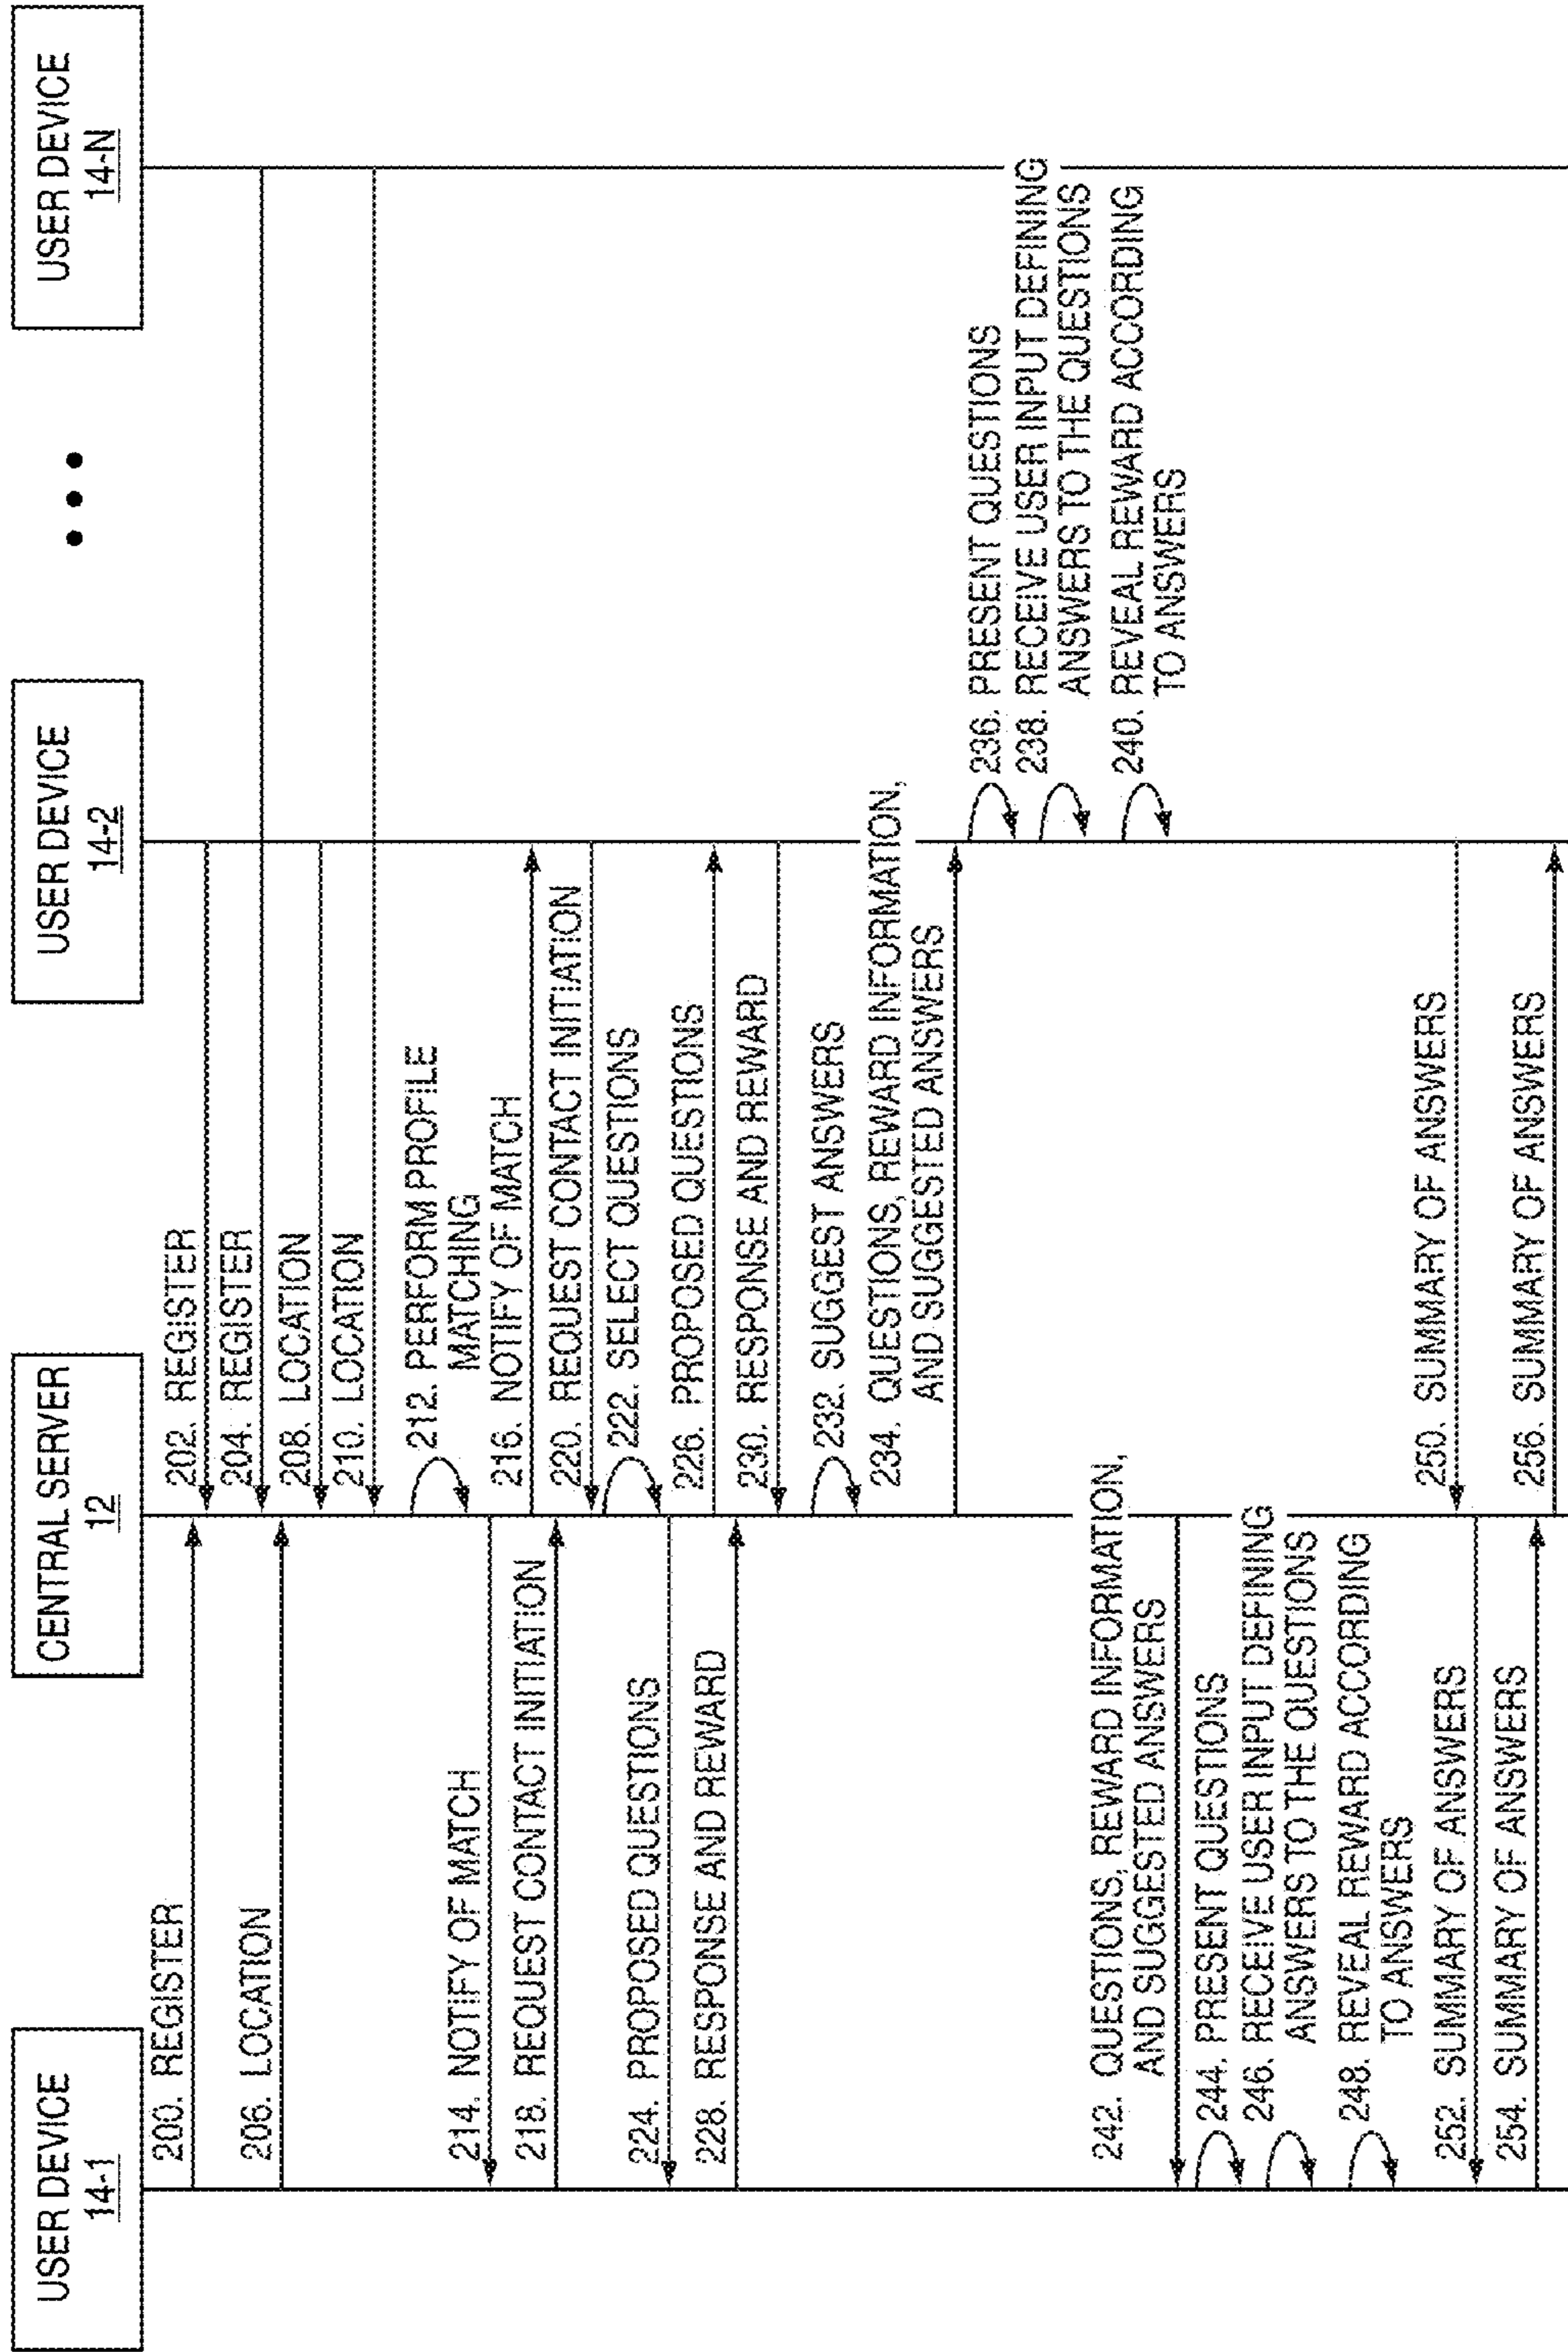 USER DEVICE
14-1
CENTRAL SERVER
12
USER DEVICE
14-2
• • •
USER DEVICE
14-N
200. REGISTER
202. REGISTER
204. REGISTER
206. LOCATION
208. LOCATION
210. LOCATION
212. PERFORM PROFILE
MATCHING
214. NOTIFY OF MATCH
216. NOTIFY OF MATCH
218. REQUEST CONTACT INITIATION
220. REQUEST CONTACT INITIATION
222. SELECT QUESTIONS
224. PROPOSED QUESTIONS
226. PROPOSED QUESTIONS
228. RESPONSE AND REWARD
230. RESPONSE AND REWARD
232. SUGGEST ANSWERS
234. QUESTIONS, REWARD INFORMATION,
AND SUGGESTED ANSWERS
236. PRESENT QUESTIONS
238. RECEIVE USER INPUT DEFINING
ANSWERS TO THE QUESTIONS
240. REVEAL REWARD ACCORDING
TO ANSWERS
242. QUESTIONS, REWARD INFORMATION,
AND SUGGESTED ANSWERS
244. PRESENT QUESTIONS
246. RECEIVE USER INPUT DEFINING
ANSWERS TO THE QUESTIONS
248. REVEAL REWARD ACCORDING
TO ANSWERS
250. SUMMARY OF ANSWERS
252. SUMMARY OF ANSWERS
254. SUMMARY OF ANSWERS
256. SUMMARY OF ANSWERS